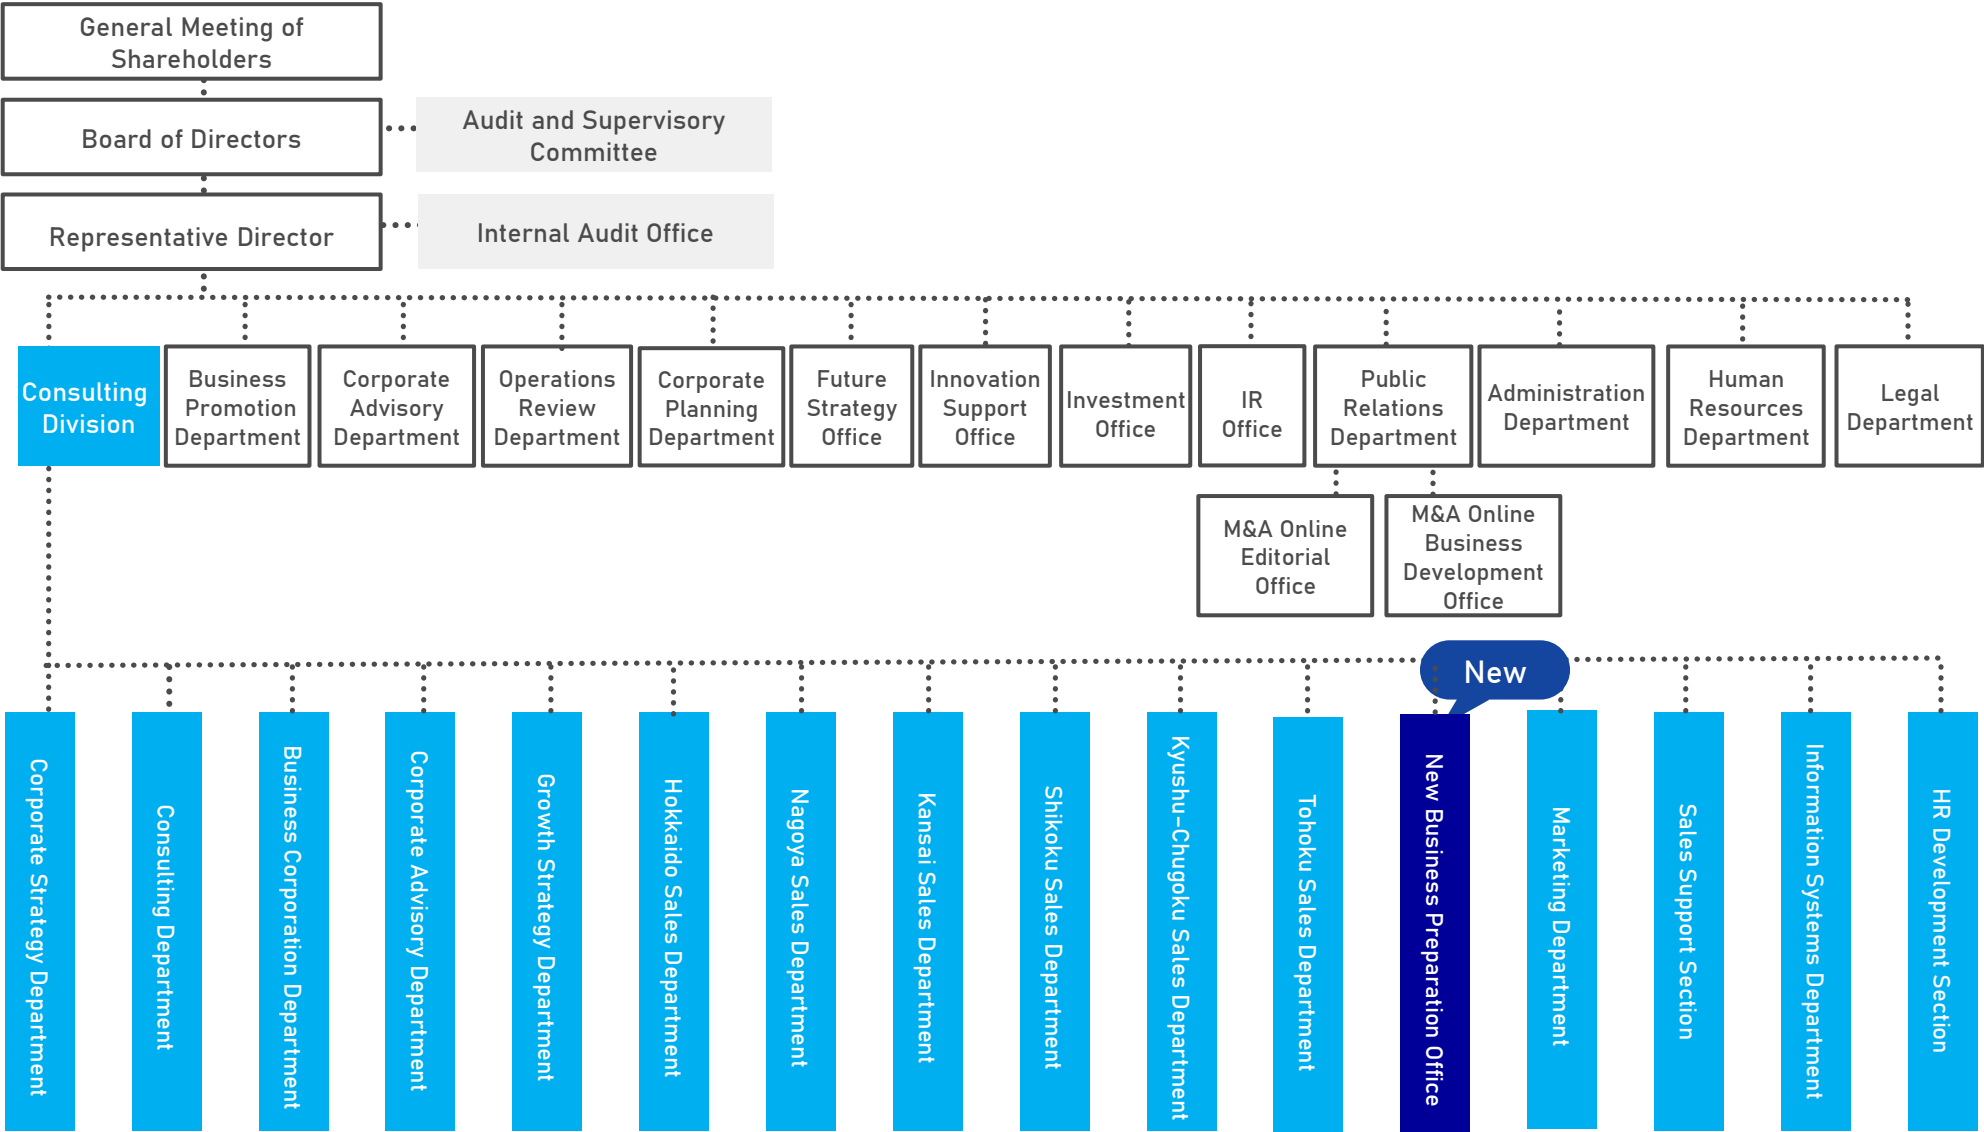 General Meeting of
Shareholders
Board of Directors
Audit and Supervisory
Committee
Representative Director
Internal Audit Office
Consulting
Division
Business
Promotion
Department
Corporate
Advisory
Department
Operations
Review
Department
Corporate
Planning
Department
Future
Strategy
Office
Innovation
Support
Office
Investment
Office
IR
Office
Public
Relations
Department
Administration
Department
Human
Resources
Department
Legal
Department
M&A Online
Editorial
Office
M&A Online
Business
Development
Office
New
Corporate Strategy Department
Consulting Department
Business Corporation Department
Corporate Advisory Department
Growth Strategy Department
Hokkaido Sales Department
Nagoya Sales Department
Kansai Sales Department
Shikoku Sales Department
Kyushu-Chugoku Sales Department
Tohoku Sales Department
New Business Preparation Office
Marketing Department
Sales Support Section
Information Systems Department
HR Development Section